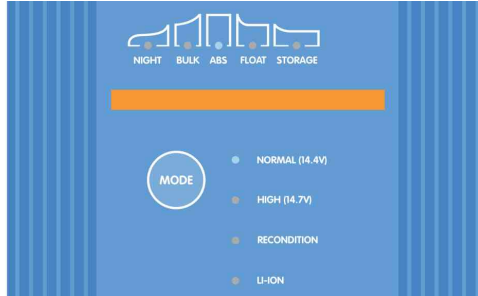 NIGHT BULK ABS FLOAT STORAGE
MODE
NORMAL (14.4V)
HIGH (14.7V)
RECONDITION
LI-ION